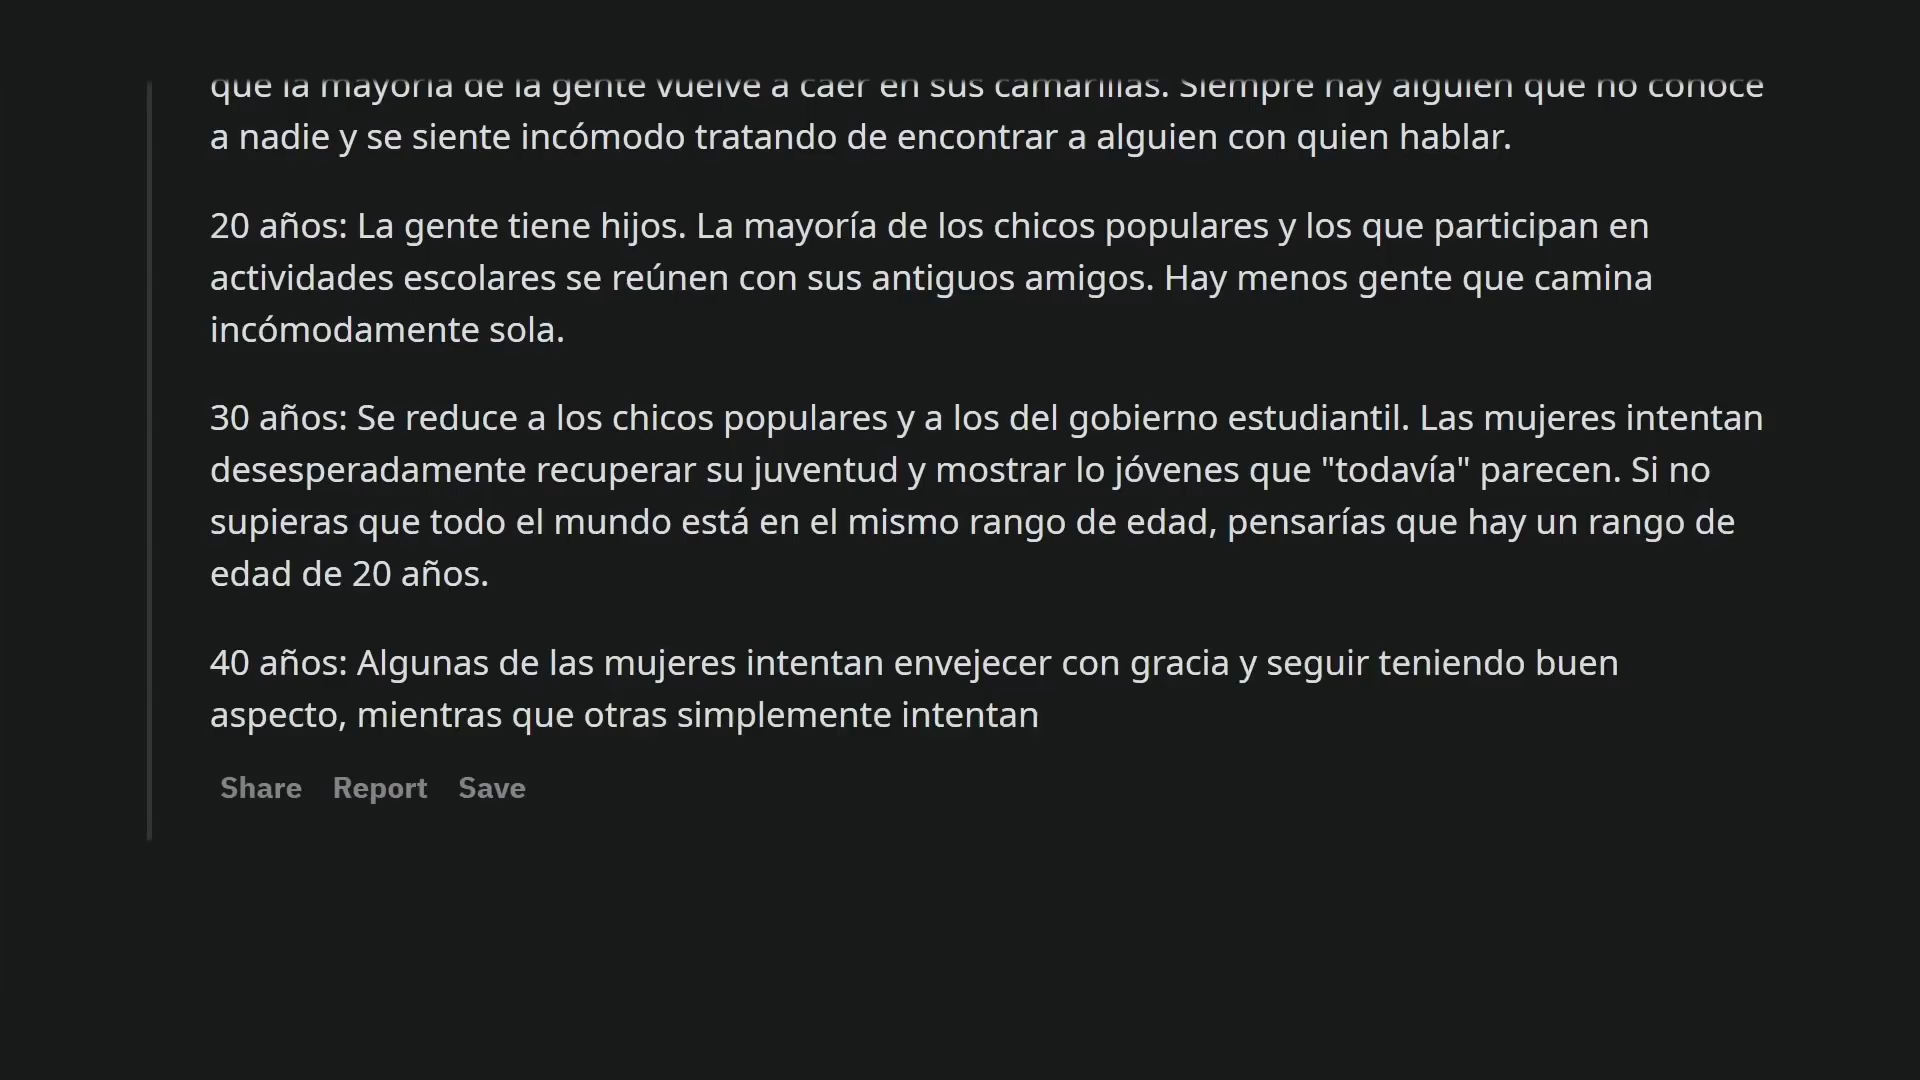 que la mayoría de la gente vuelve a caer en sus camarillas. Siempre hay alguien que no conoce
a nadie y se siente incómodo tratando de encontrar a alguien con quien hablar.
20 años: La gente tiene hijos. La mayoría de los chicos populares y los que participan en
actividades escolares se reúnen con sus antiguos amigos. Hay menos gente que camina
incómodamente sola.
30 años: Se reduce a los chicos populares y a los del gobierno estudiantil. Las mujeres intentan
desesperadamente recuperar su juventud y mostrar lo jóvenes que "todavía" parecen. Si no
supieras que todo el mundo está en el mismo rango de edad, pensarías que hay un rango de
edad de 20 años.
40 años: Algunas de las mujeres intentan envejecer con gracia y seguir teniendo buen
aspecto, mientras que otras simplemente intentan
Share Report Save